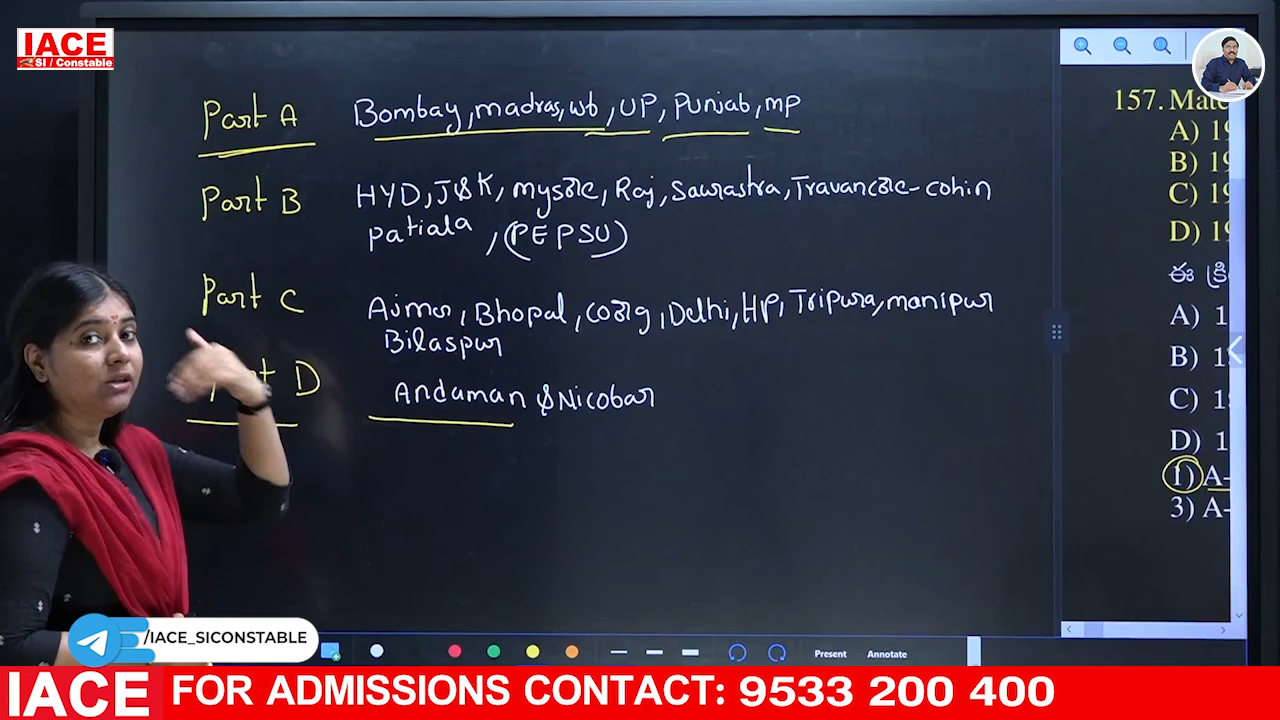 IACE
SI / Constable
Part A Bombay, madras, wb, UP, Punjab, mp
Part B HYD, J&K, mysore, Raj, Saurastra, Travancore-cohin
Patiala, (PEPSU)
Part C Ajmer, Bhopal, coorg, Delhi, HP, Tripura, manipur
Bilaspur
Part D Andaman & Nicobar
157. Matc
A) 19
B) 19
C) 19
D) 19
ఈ క్రి
A) 1
B) 1
C) 1
D) 1
1) A-
3) A-
/IACE_SICONSTABLE
Present Annotate
IACE FOR ADMISSIONS CONTACT: 9533 200 400